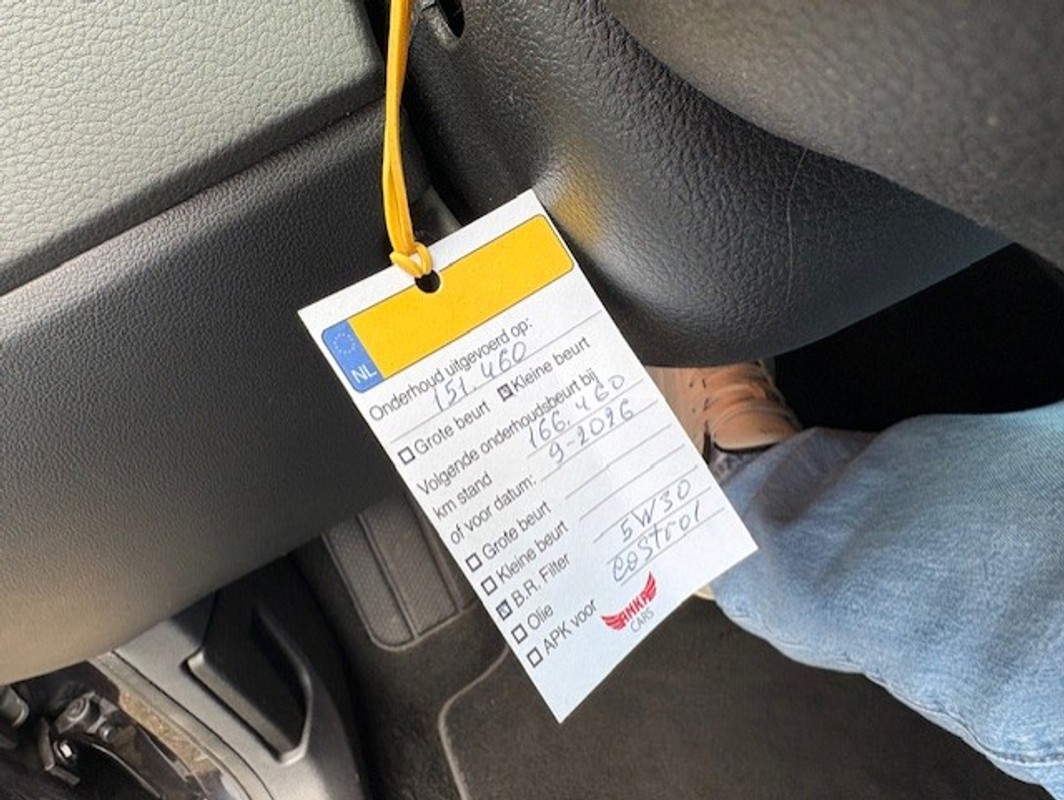 NL
Onderhoud uitgevoerd op:
151.460
Grote beurt Kleine beurt
Volgende onderhoudsbeurt bij
km stand 166.460
of voor datum: 9-2026
Grote beurt
Kleine beurt
B.R. Filter
Olie 5W30
APK voor Castrol
ANKA
CARS